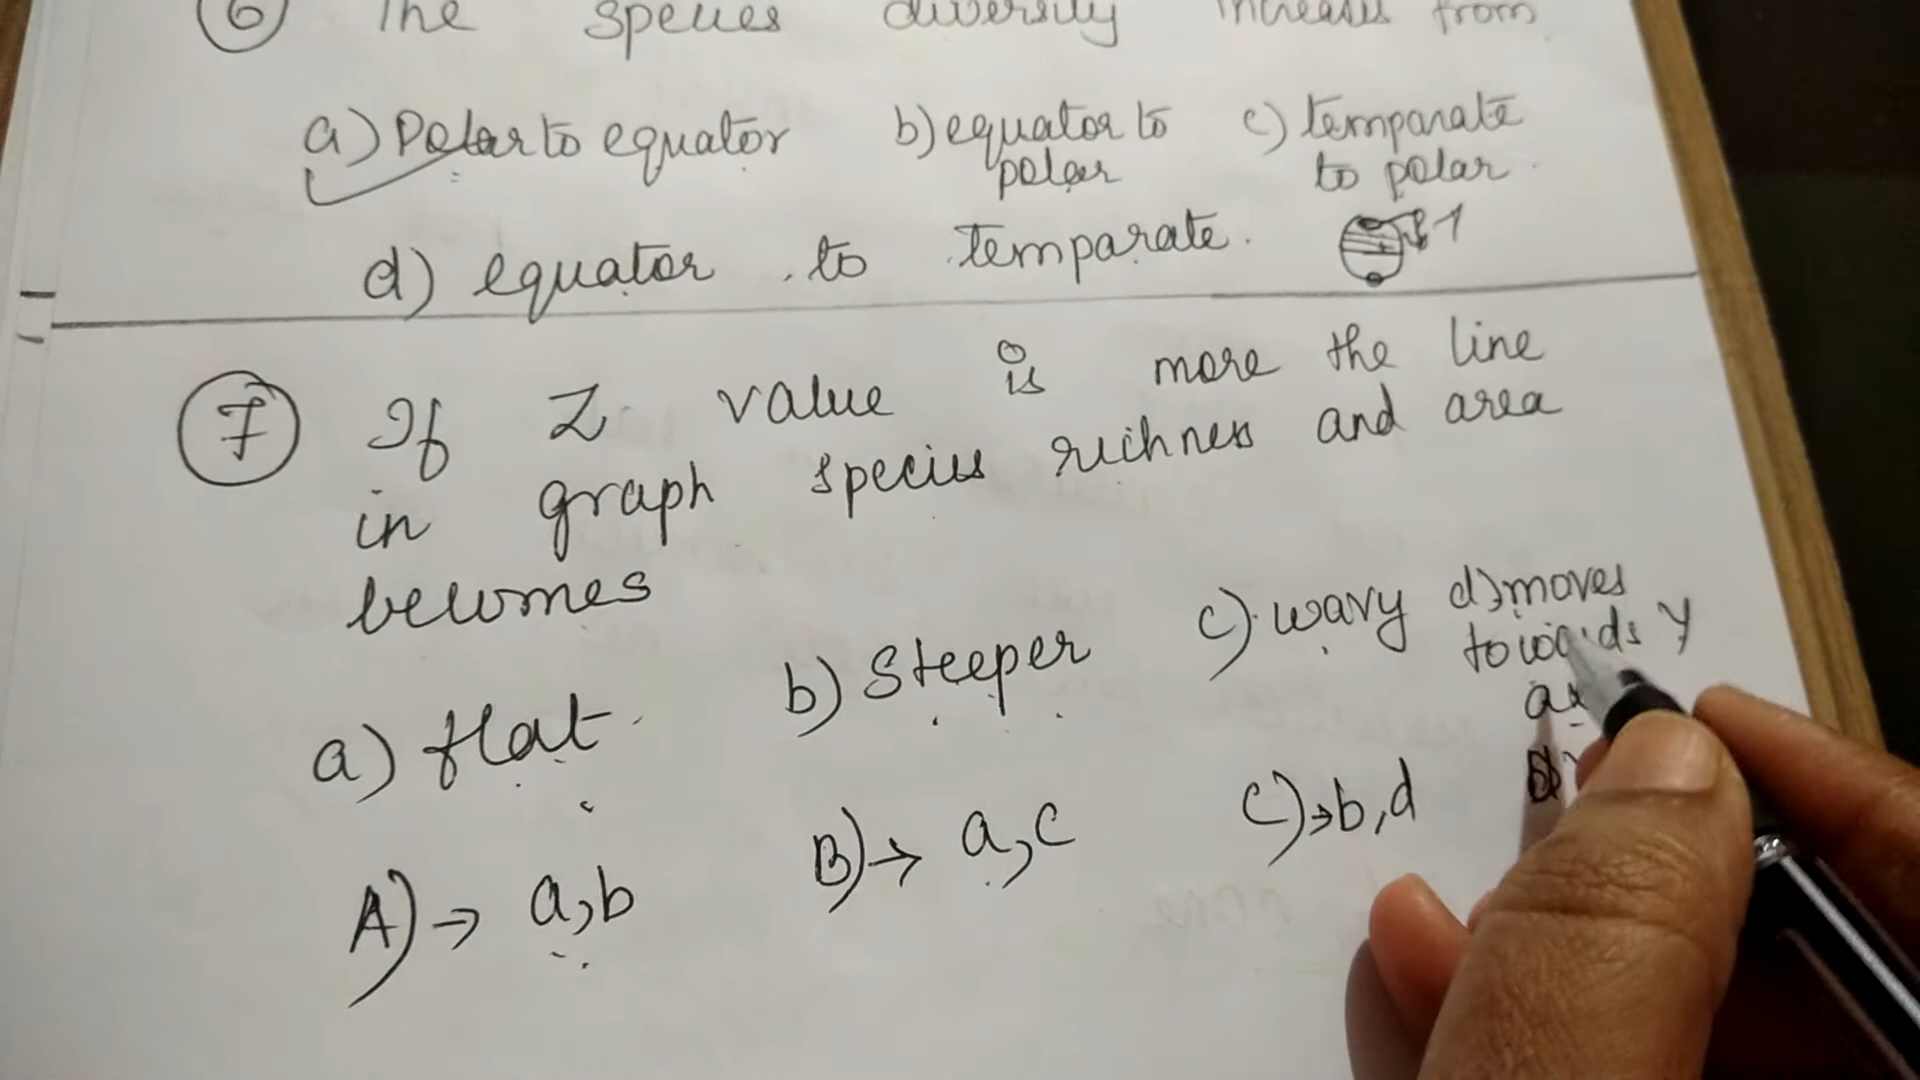 6 The species diversity increases from
a) Polar to equator b) equator to polar c) temparate to polar.
d) equator to temparate.
7 If Z value is more the line
in graph species richness and area
becomes
a) flat b) Steeper c) wavy d) moves
towards y
A) → a,b B) → a,c C) → b,d